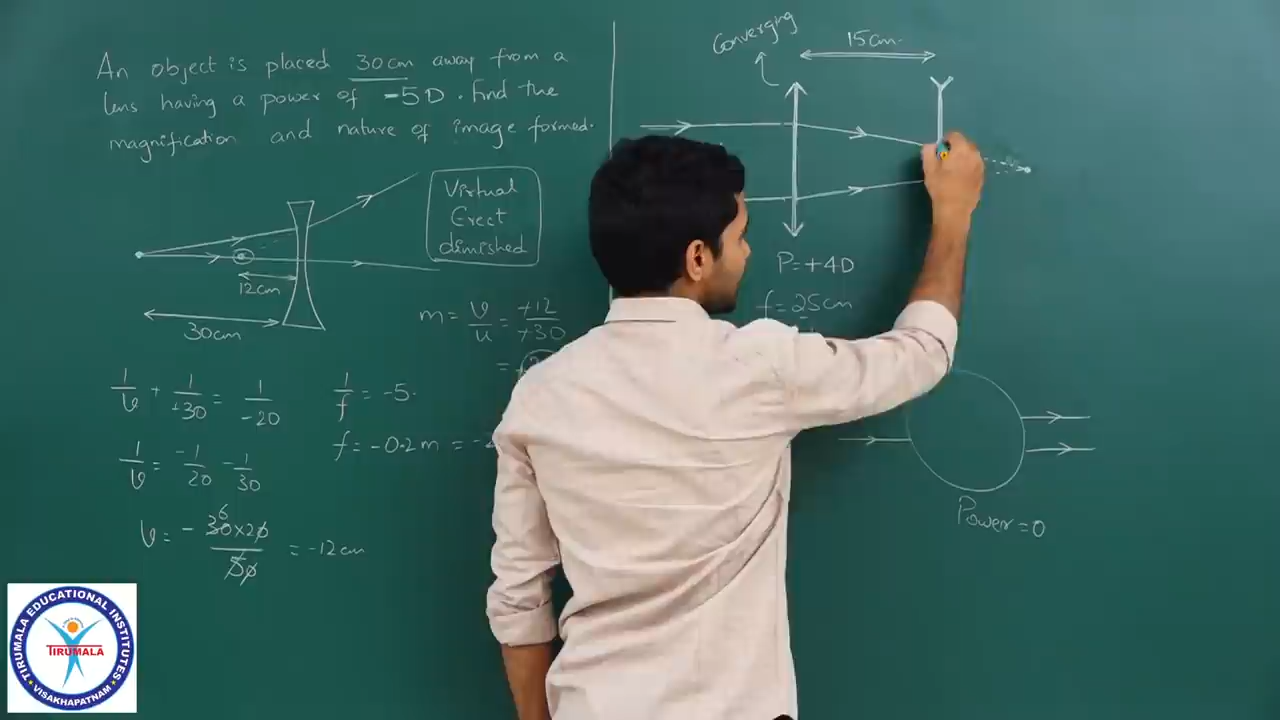 An object is placed 30cm away from a
lens having a power of -5D. Find the
magnification and nature of image formed.
Virtual
Erect
diminished
12cm
30cm
m = v/u = +12/+30
=
1/v + 1/+30 = 1/-20
1/v = -1/20 - 1/30
v = - 30×20/50 = -12cm
6
1/f = -5.
f = -0.2m = -2
Converging
15cm
P=+4D
f=25cm
Power=0
TIRUMALA EDUCATIONAL INSTITUTES
TIRUMALA
VISAKHAPATNAM